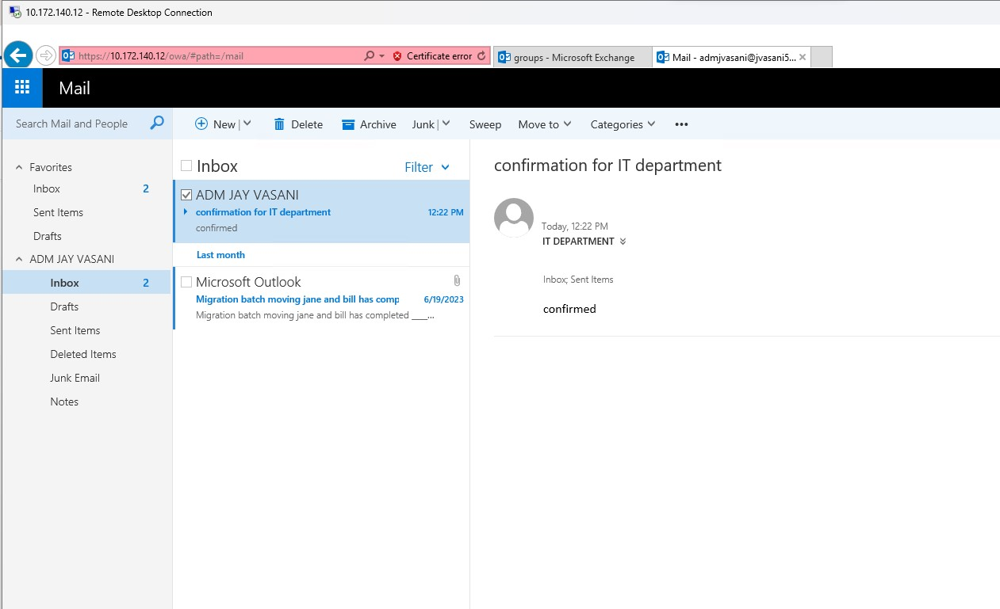 10.172.140.12 - Remote Desktop Connection
https://10.172.140.12/owa/#path=/mail
Certificate error
groups - Microsoft Exchange
Mail - admjvasani@jvasani5...
Mail
Search Mail and People
New
Delete
Archive
Junk
Sweep
Move to
Categories
Favorites
Inbox 2
Sent Items
Drafts
ADM JAY VASANI
Inbox 2
Drafts
Sent Items
Deleted Items
Junk Email
Notes
Inbox
Filter
ADM JAY VASANI
confirmation for IT department 12:22 PM
confirmed
Last month
Microsoft Outlook
Migration batch moving jane and bill has comp 6/19/2023
Migration batch moving jane and bill has completed ___...
confirmation for IT department
Today, 12:22 PM
IT DEPARTMENT
Inbox; Sent Items
confirmed